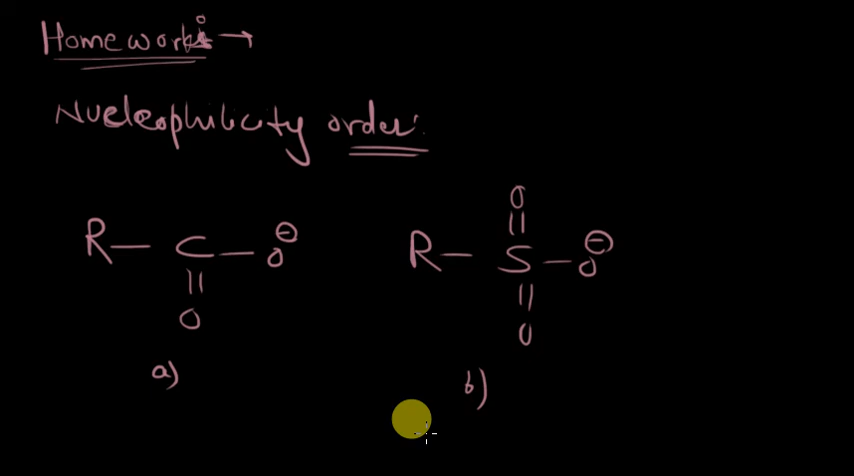 Homework: →
Nucleophilicity order:
O
R — C — O⊖ R — S — O⊖
O O
a) b)